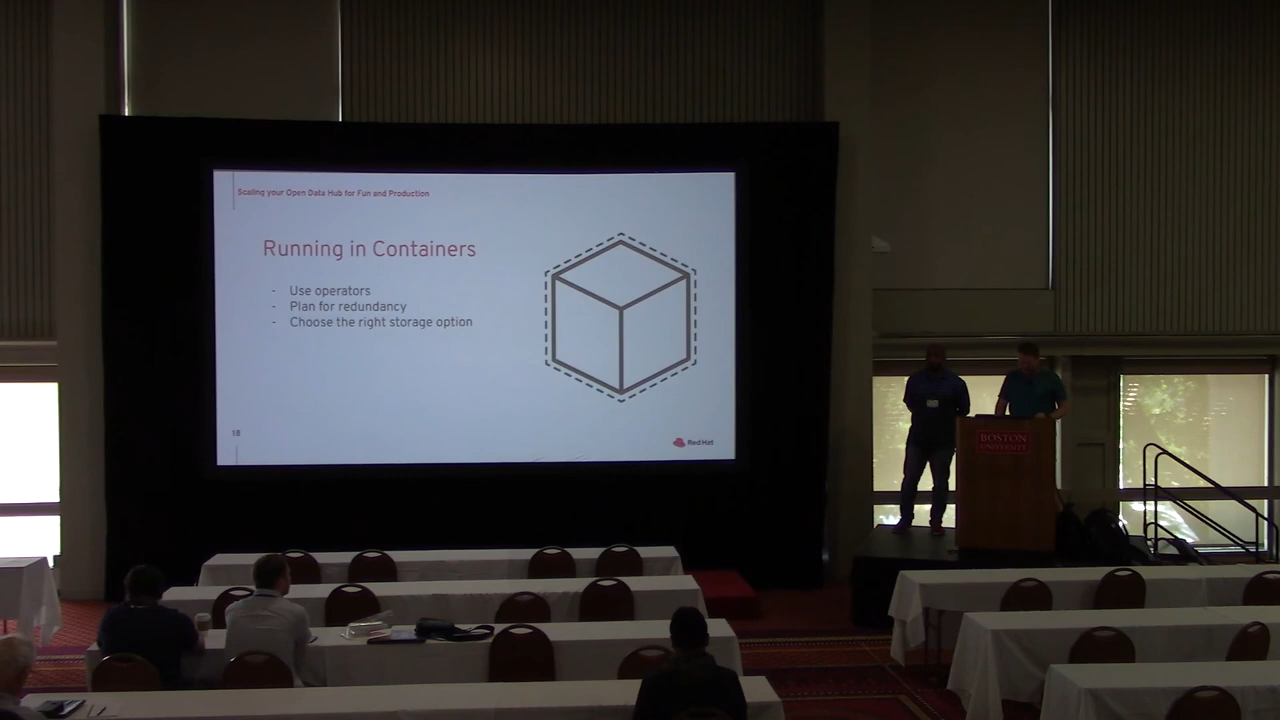 Scaling your Open Data Hub for Fun and Production
Running in Containers
- Use operators
- Plan for redundancy
- Choose the right storage option
18
Red Hat
BOSTON
UNIVERSITY